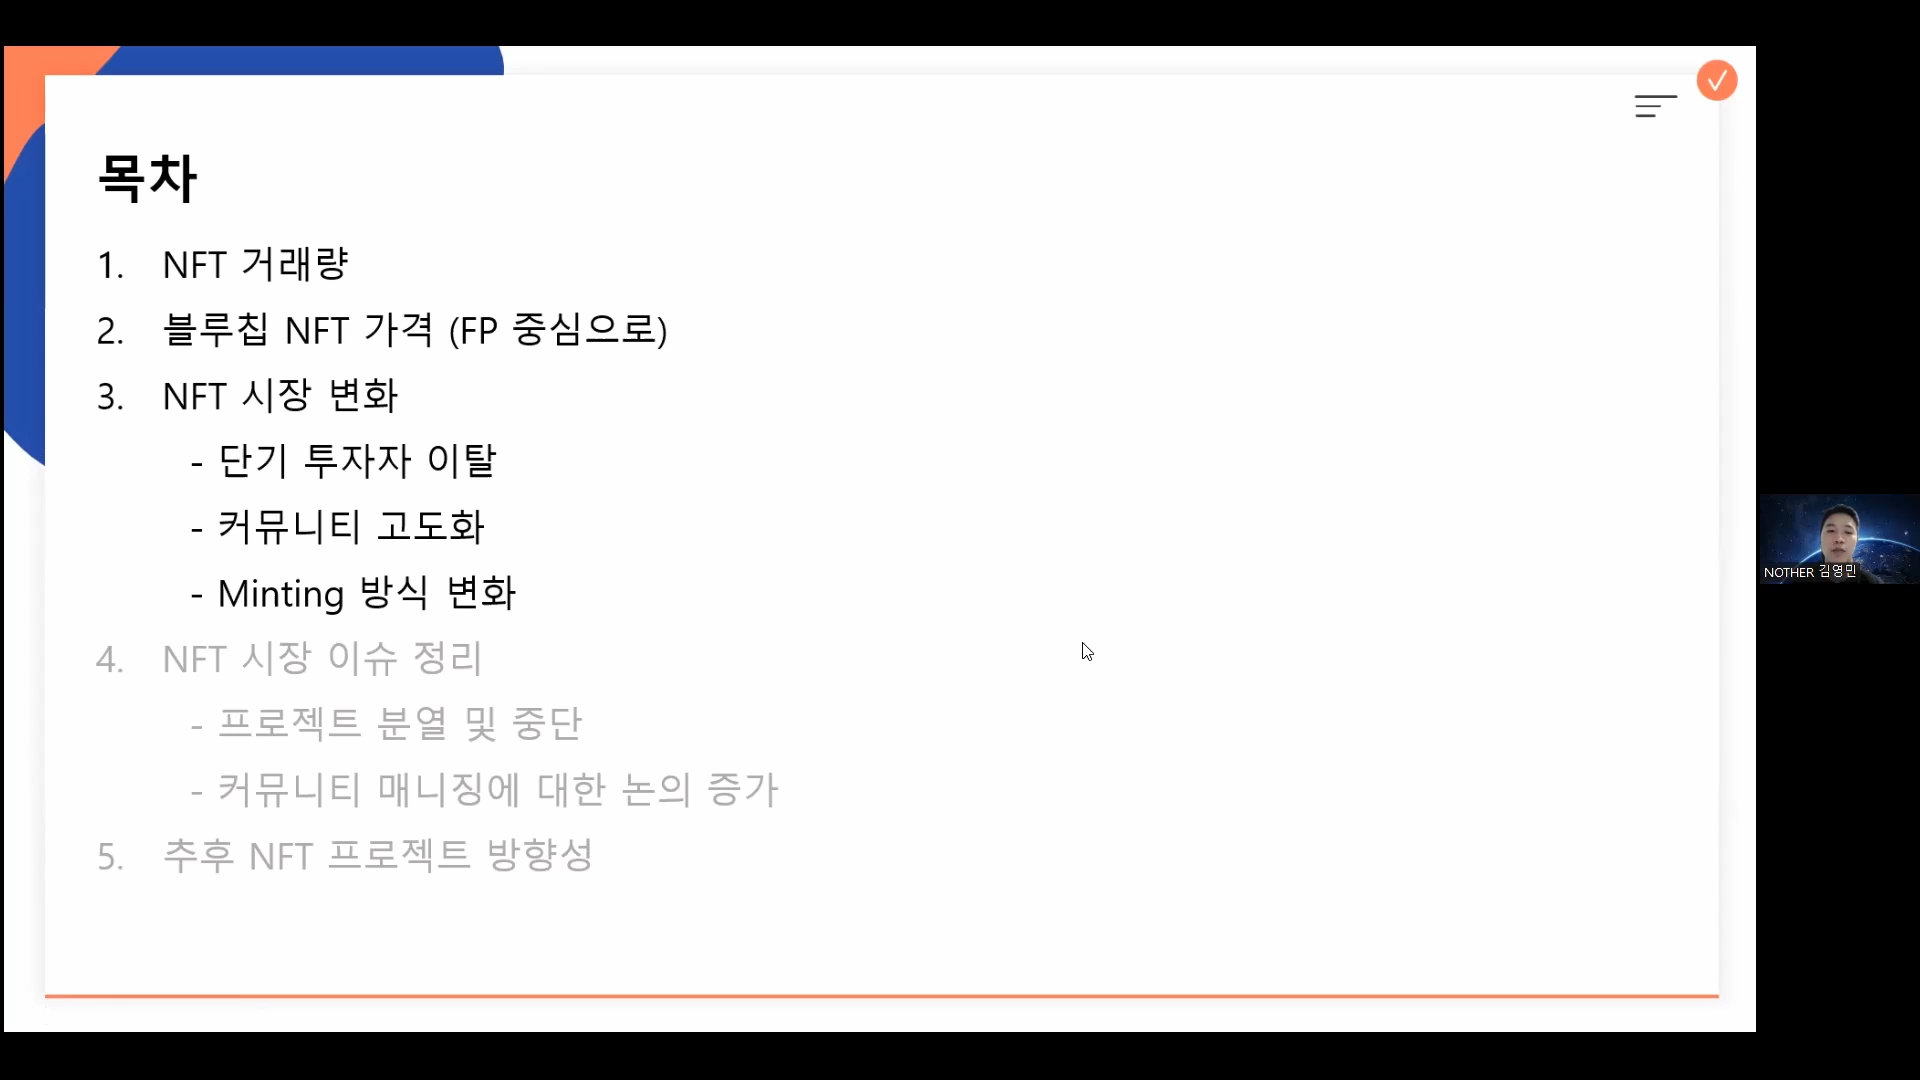 목차
1. NFT 거래량
2. 블루칩 NFT 가격 (FP 중심으로)
3. NFT 시장 변화
- 단기 투자자 이탈
- 커뮤니티 고도화
- Minting 방식 변화
4. NFT 시장 이슈 정리
- 프로젝트 분열 및 중단
- 커뮤니티 매니징에 대한 논의 증가
5. 추후 NFT 프로젝트 방향성
NOTHER 김영민